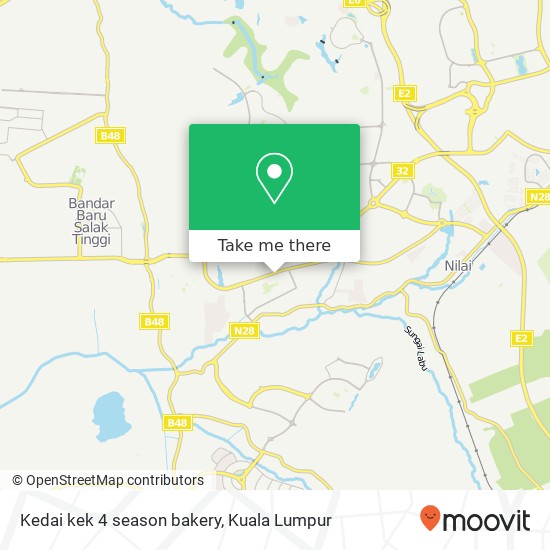 E6
E2
B48
32
N28
Bandar
Baru
Salak
Tinggi
Take me there
Nilai
B48
N28
Sungai Labu
E2
B48
© OpenStreetMap contributors
Kedai kek 4 season bakery, Kuala Lumpur
moovit